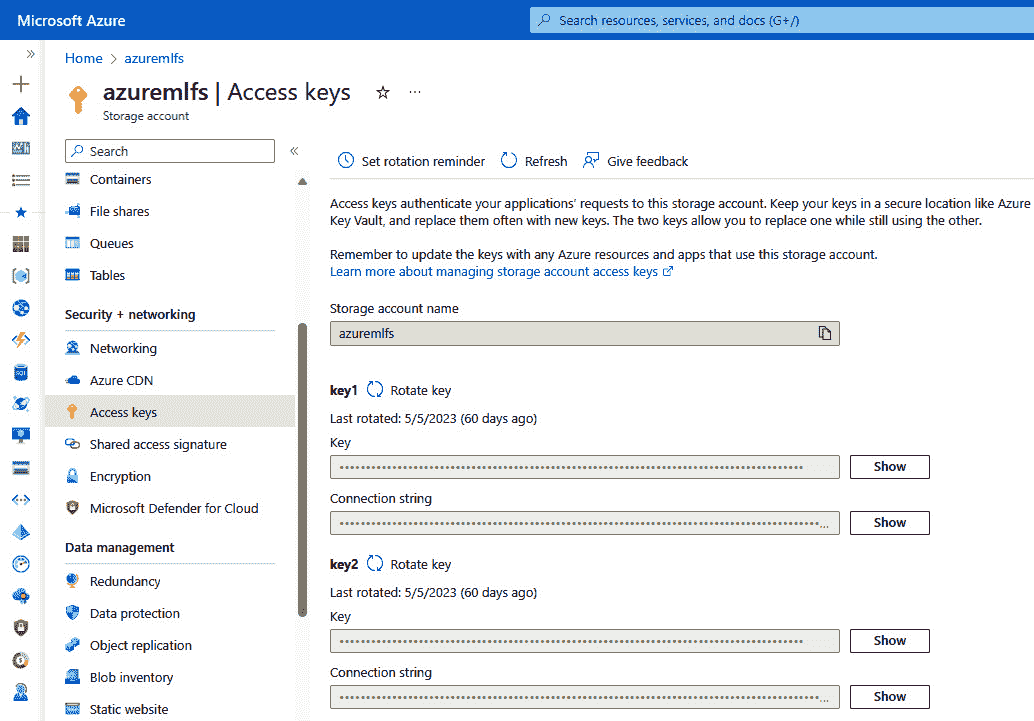 Microsoft Azure
Search resources, services, and docs (G+/)
Home > azuremlfs
azuremlfs | Access keys
Storage account
Search
Containers
File shares
Queues
Tables
Security + networking
Networking
Azure CDN
Access keys
Shared access signature
Encryption
Microsoft Defender for Cloud
Data management
Redundancy
Data protection
Object replication
Blob inventory
Static website
Set rotation reminder
Refresh
Give feedback
Access keys authenticate your applications' requests to this storage account. Keep your keys in a secure location like Azure
Key Vault, and replace them often with new keys. The two keys allow you to replace one while still using the other.
Remember to update the keys with any Azure resources and apps that use this storage account.
Learn more about managing storage account access keys
Storage account name
azuremlfs
key1 Rotate key
Last rotated: 5/5/2023 (60 days ago)
Key
Show
Connection string
Show
key2 Rotate key
Last rotated: 5/5/2023 (60 days ago)
Key
Show
Connection string
Show